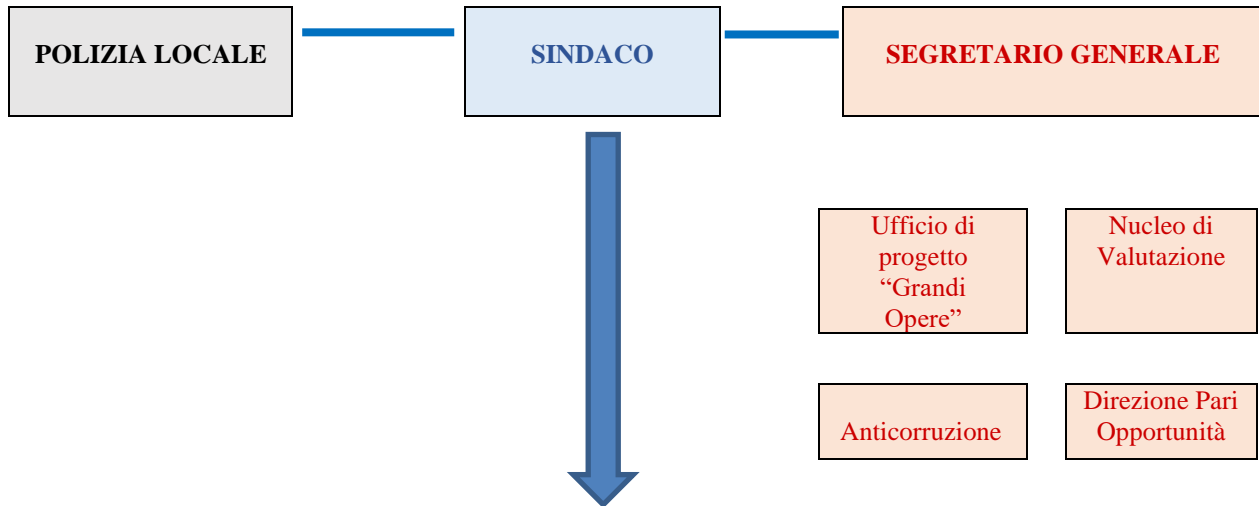 POLIZIA LOCALE
SINDACO
SEGRETARIO GENERALE
Ufficio di
progetto
“Grandi
Opere”
Nucleo di
Valutazione
Anticorruzione
Direzione Pari
Opportunità